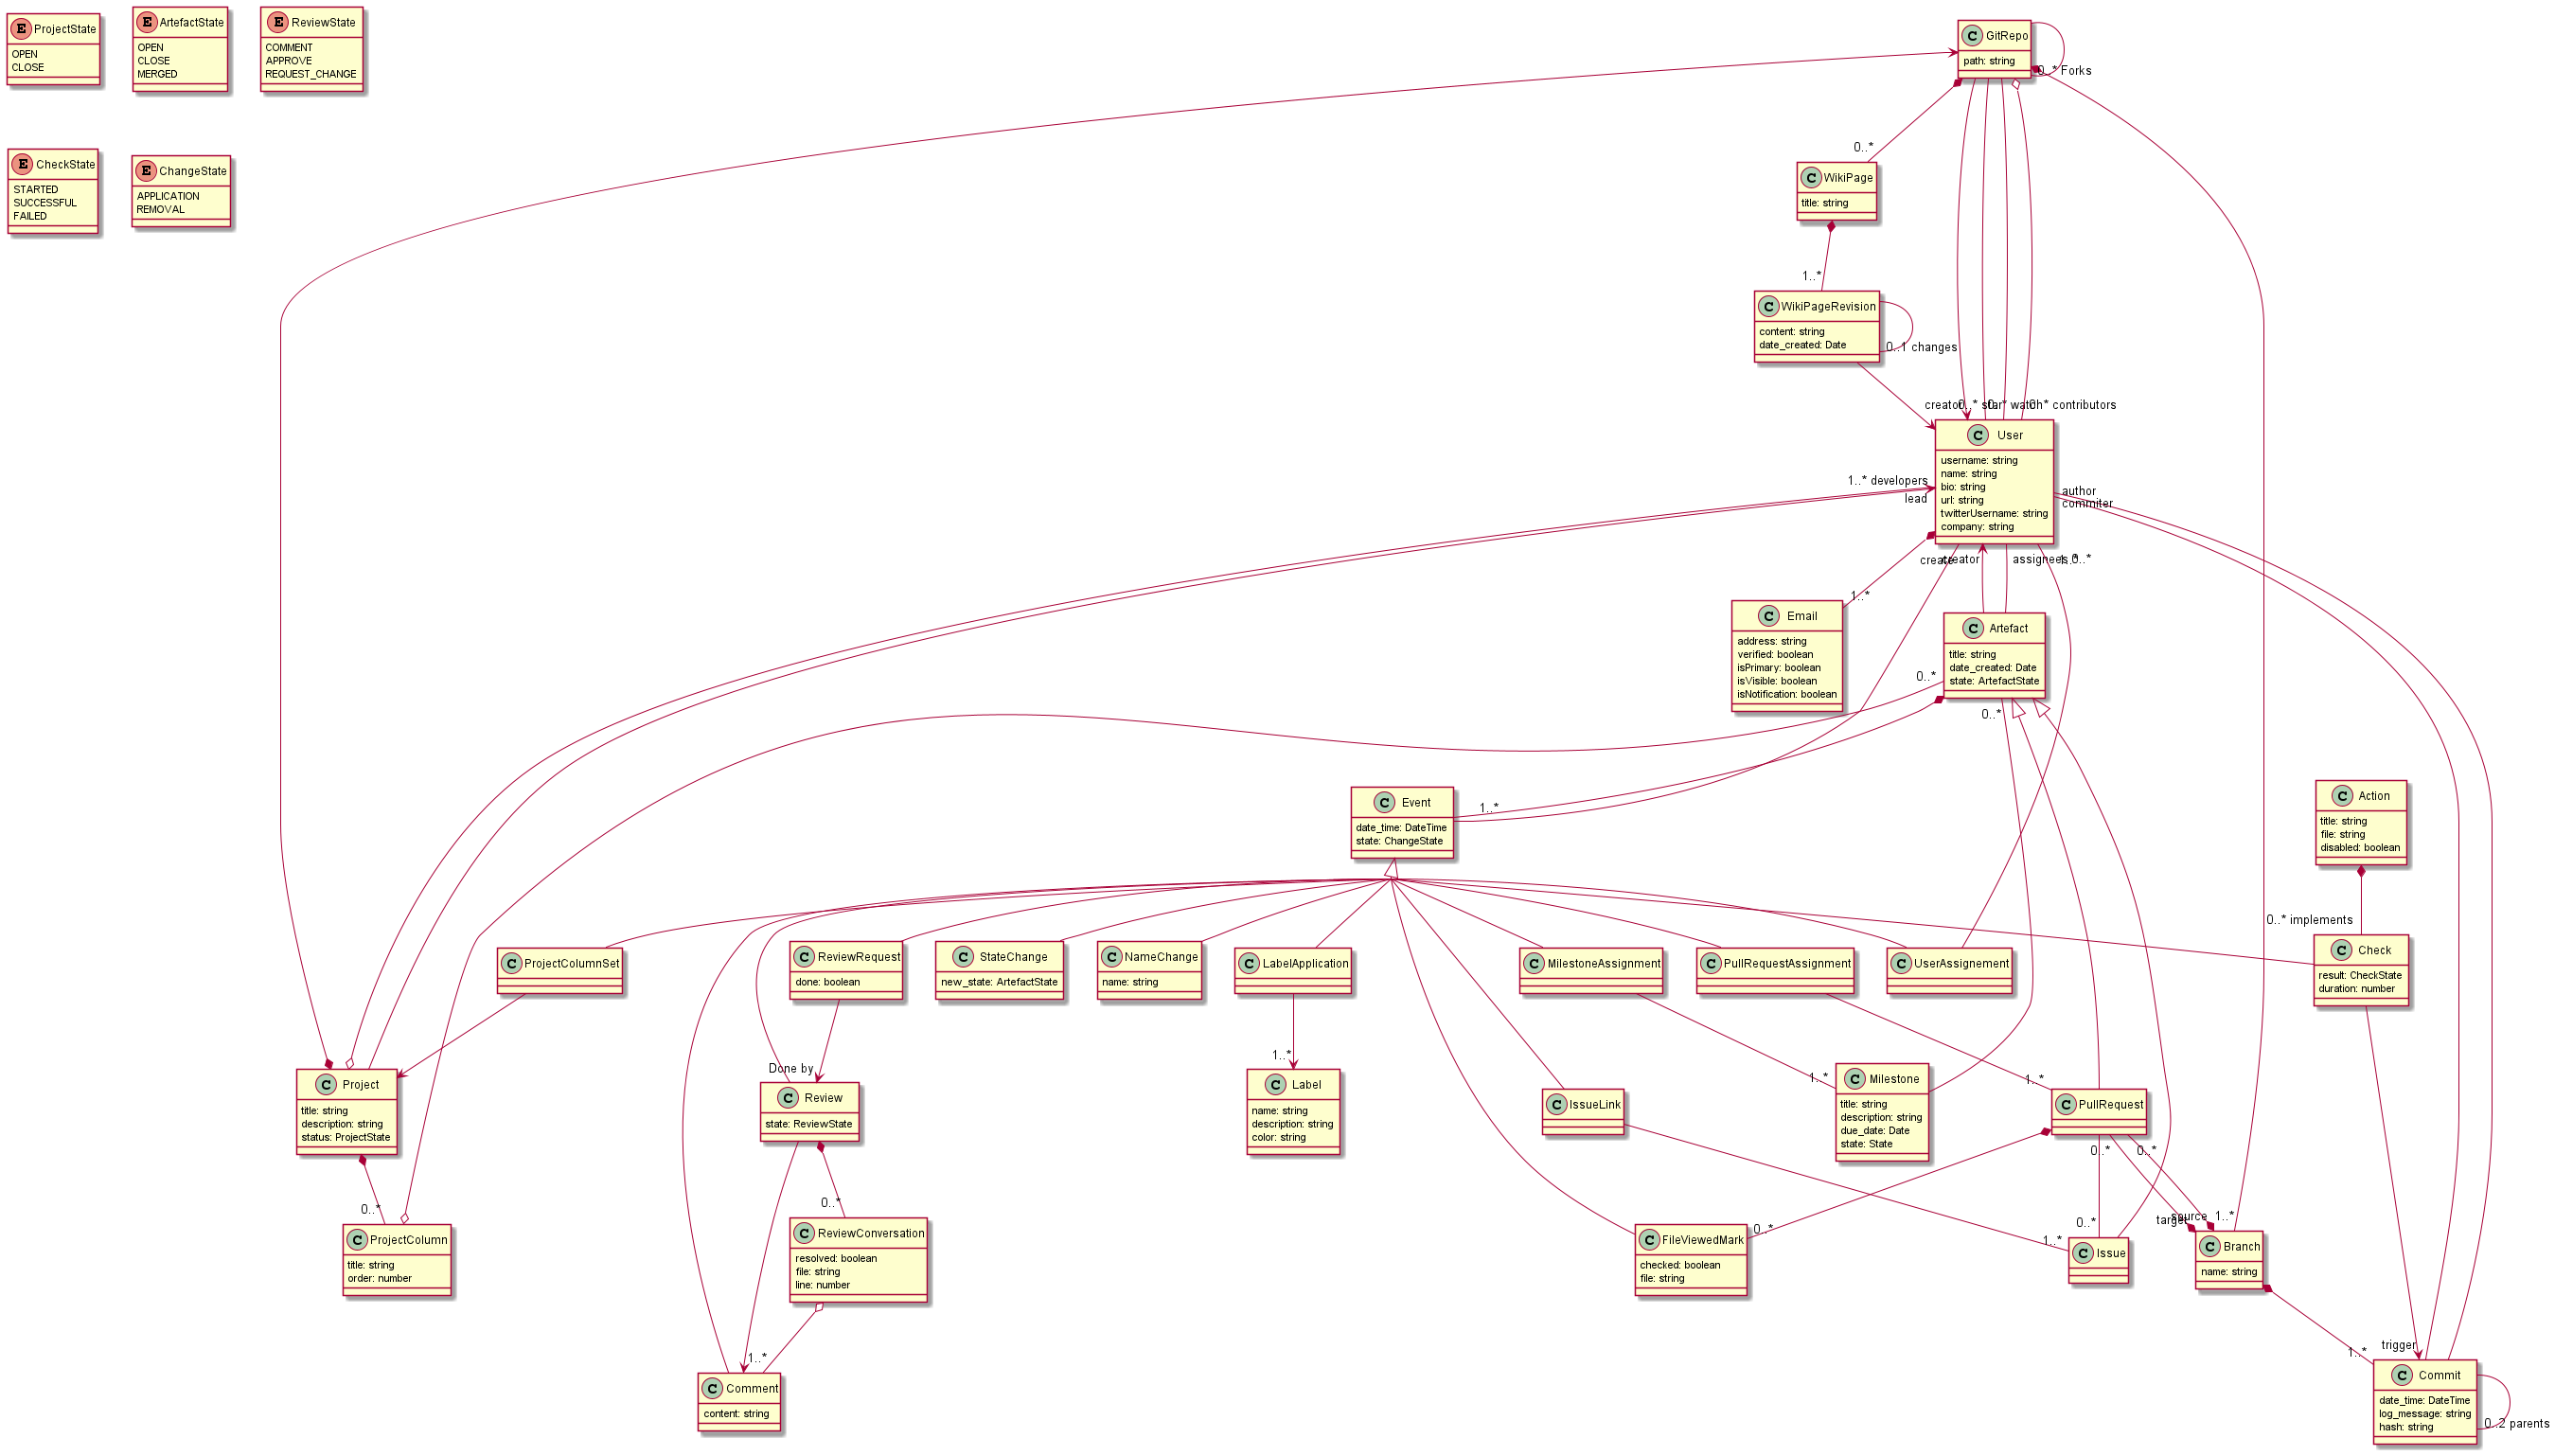 E ProjectState
OPEN
CLOSE
E ArtefactState
OPEN
CLOSE
MERGED
E ReviewState
COMMENT
APPROVE
REQUEST_CHANGE
C GitRepo
path: string
0..* Forks
E CheckState
STARTED
SUCCESSFUL
FAILED
E ChangeState
APPLICATION
REMOVAL
0..*
C WikiPage
title: string
1..*
C WikiPageRevision
content: string
date_created: Date
0..1 changes
creator
0..* star
0..* watch
0..* contributors
C User
username: string
name: string
bio: string
url: string
twitterUsername: string
company: string
1..* developers
lead
author
commiter
create
creator
assignees 0..*
1..*
1..*
C Email
address: string
verified: boolean
isPrimary: boolean
isVisible: boolean
isNotification: boolean
C Artefact
title: string
date_created: Date
state: ArtefactState
0..*
0..*
C Event
date_time: DateTime
state: ChangeState
1..*
C Action
title: string
file: string
disabled: boolean
0..* implements
C ProjectColumnSet
C ReviewRequest
done: boolean
C StateChange
new_state: ArtefactState
C NameChange
name: string
C LabelApplication
C MilestoneAssignment
C PullRequestAssignment
C UserAssignement
C Check
result: CheckState
duration: number
Done by
1..*
1..*
1..*
C Project
title: string
description: string
status: ProjectState
C Review
state: ReviewState
C Label
name: string
description: string
color: string
C IssueLink
C Milestone
title: string
description: string
due_date: Date
state: State
C PullRequest
0..*
0..*
0..*
0..*
0..*
target
source
1..*
0..*
1..*
C ProjectColumn
title: string
order: number
C ReviewConversation
resolved: boolean
file: string
line: number
C FileViewedMark
checked: boolean
file: string
C Issue
C Branch
name: string
1..*
trigger
1..*
C Comment
content: string
C Commit
date_time: DateTime
log_message: string
hash: string
0..2 parents